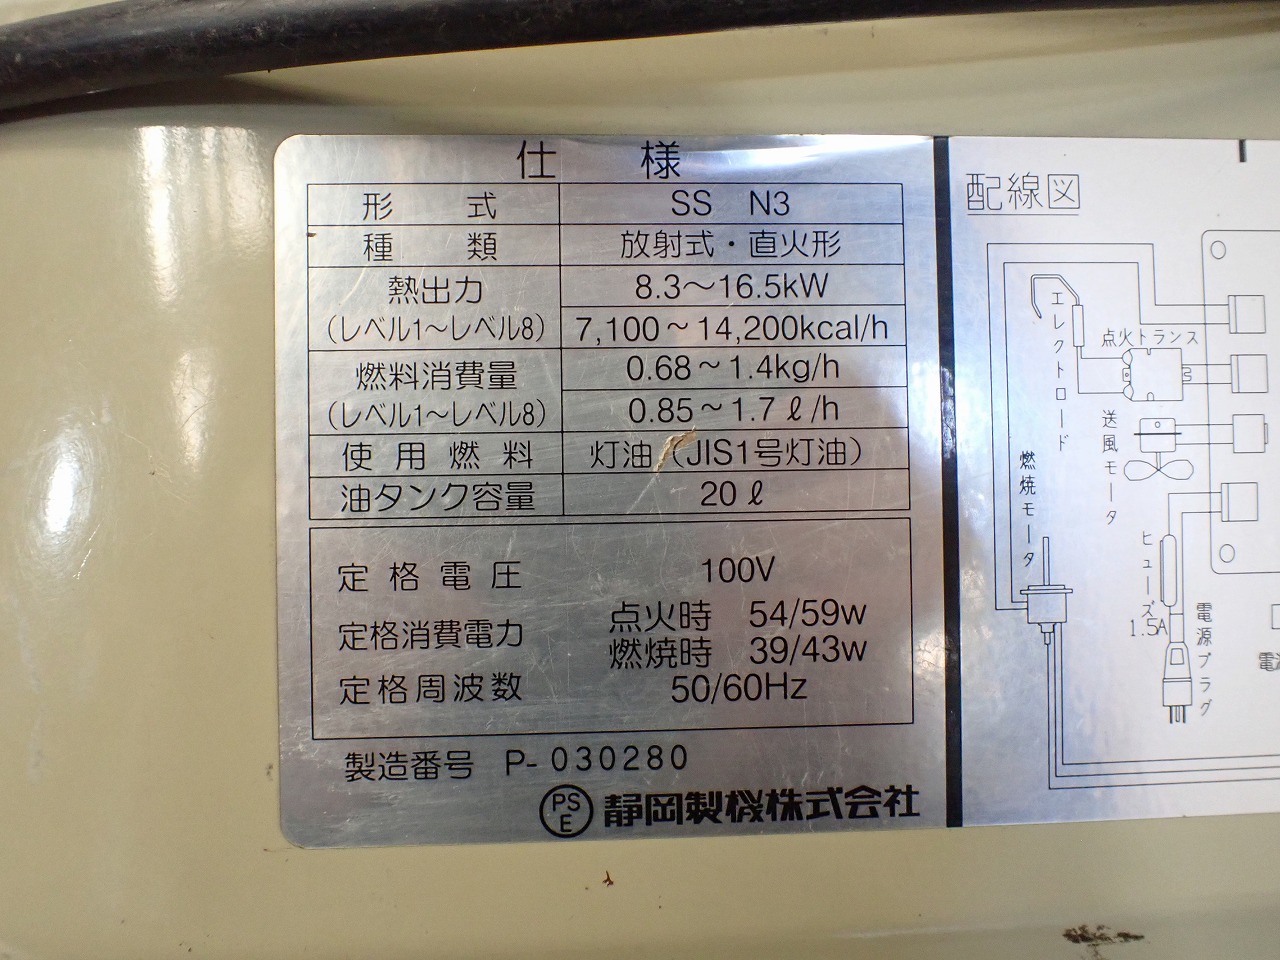 仕様
形式 SS N3
種類 放射式・直火形
熱出力 8.3～16.5kW
(レベル1～レベル8) 7,100～14,200kcal/h
燃料消費量 0.68～1.4kg/h
(レベル1～レベル8) 0.85～1.7ℓ/h
使用燃料 灯油(JIS1号灯油)
油タンク容量 20ℓ
定格電圧 100V
定格消費電力 点火時 54/59w
燃焼時 39/43w
定格周波数 50/60Hz
製造番号 P-030280
PS
E
静岡製機株式会社
配線図
エレクトロード
点火トランス
送風モータ
燃焼モータ
ヒューズ
1.5A
電源プラグ